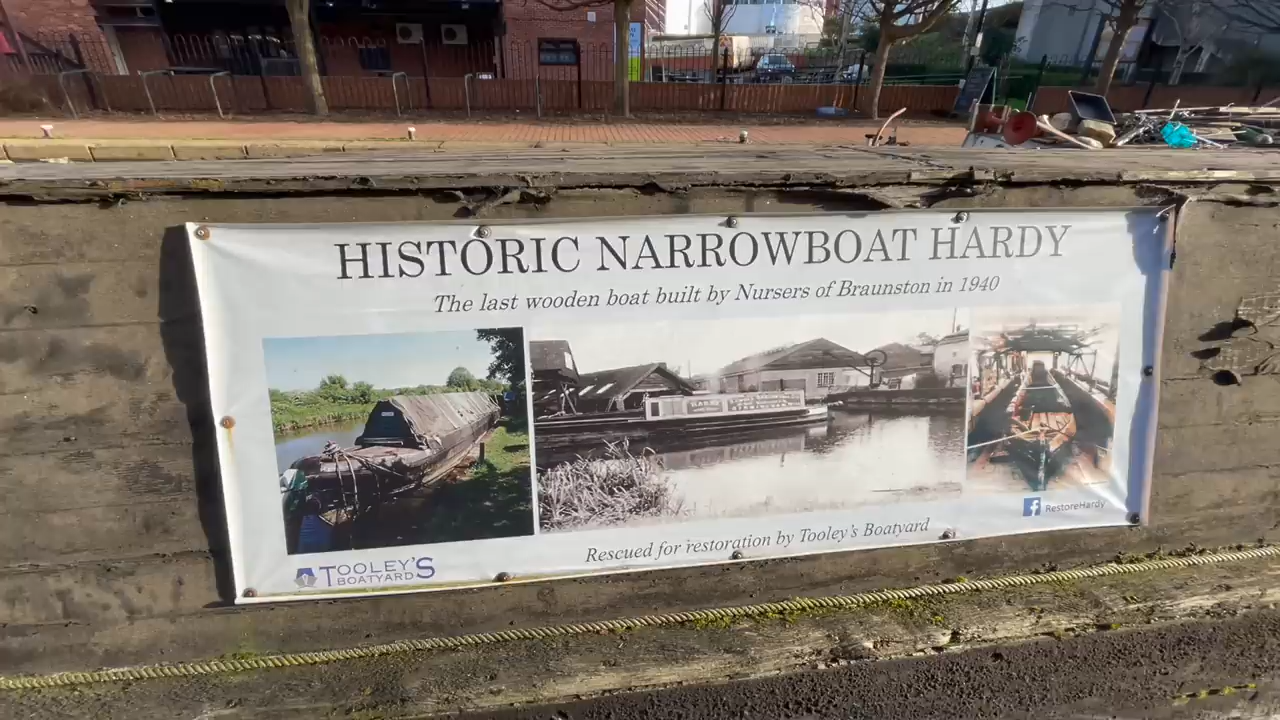 HISTORIC NARROWBOAT HARDY
The last wooden boat built by Nursers of Braunston in 1940
HARDY
TOOLEY'S
BOATYARD
Rescued for restoration by Tooley's Boatyard
f RestoreHardy